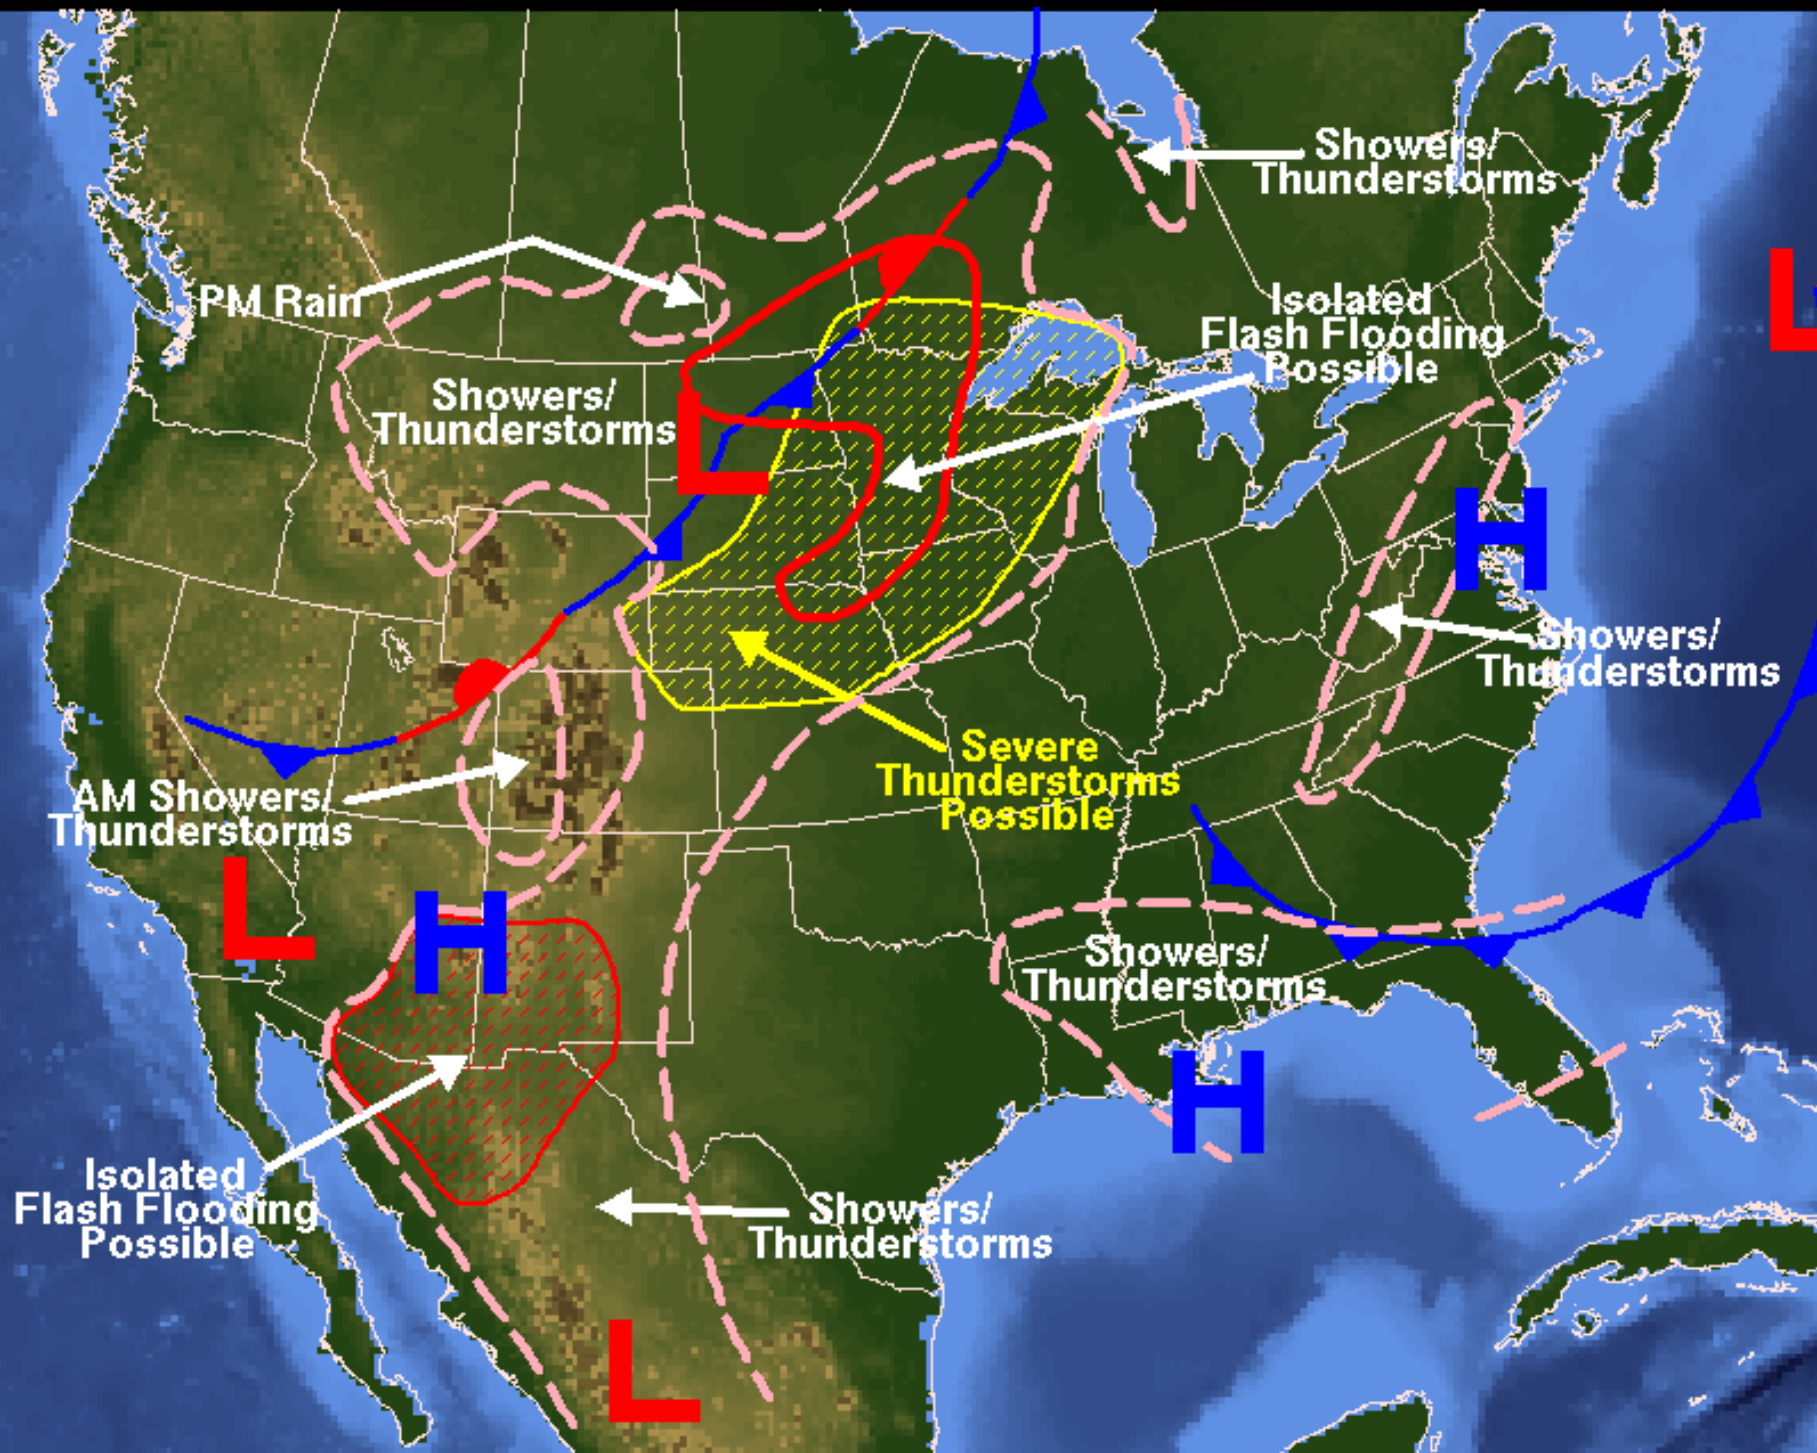 Showers/
Thunderstorms
PM Rain
Isolated
Flash Flooding
Possible
Showers/
Thunderstorms
L
L
H
Showers/
Thunderstorms
Severe
Thunderstorms
Possible
AM Showers/
Thunderstorms
L
H
Showers/
Thunderstorms
H
Isolated
Flash Flooding
Possible
Showers/
Thunderstorms
L